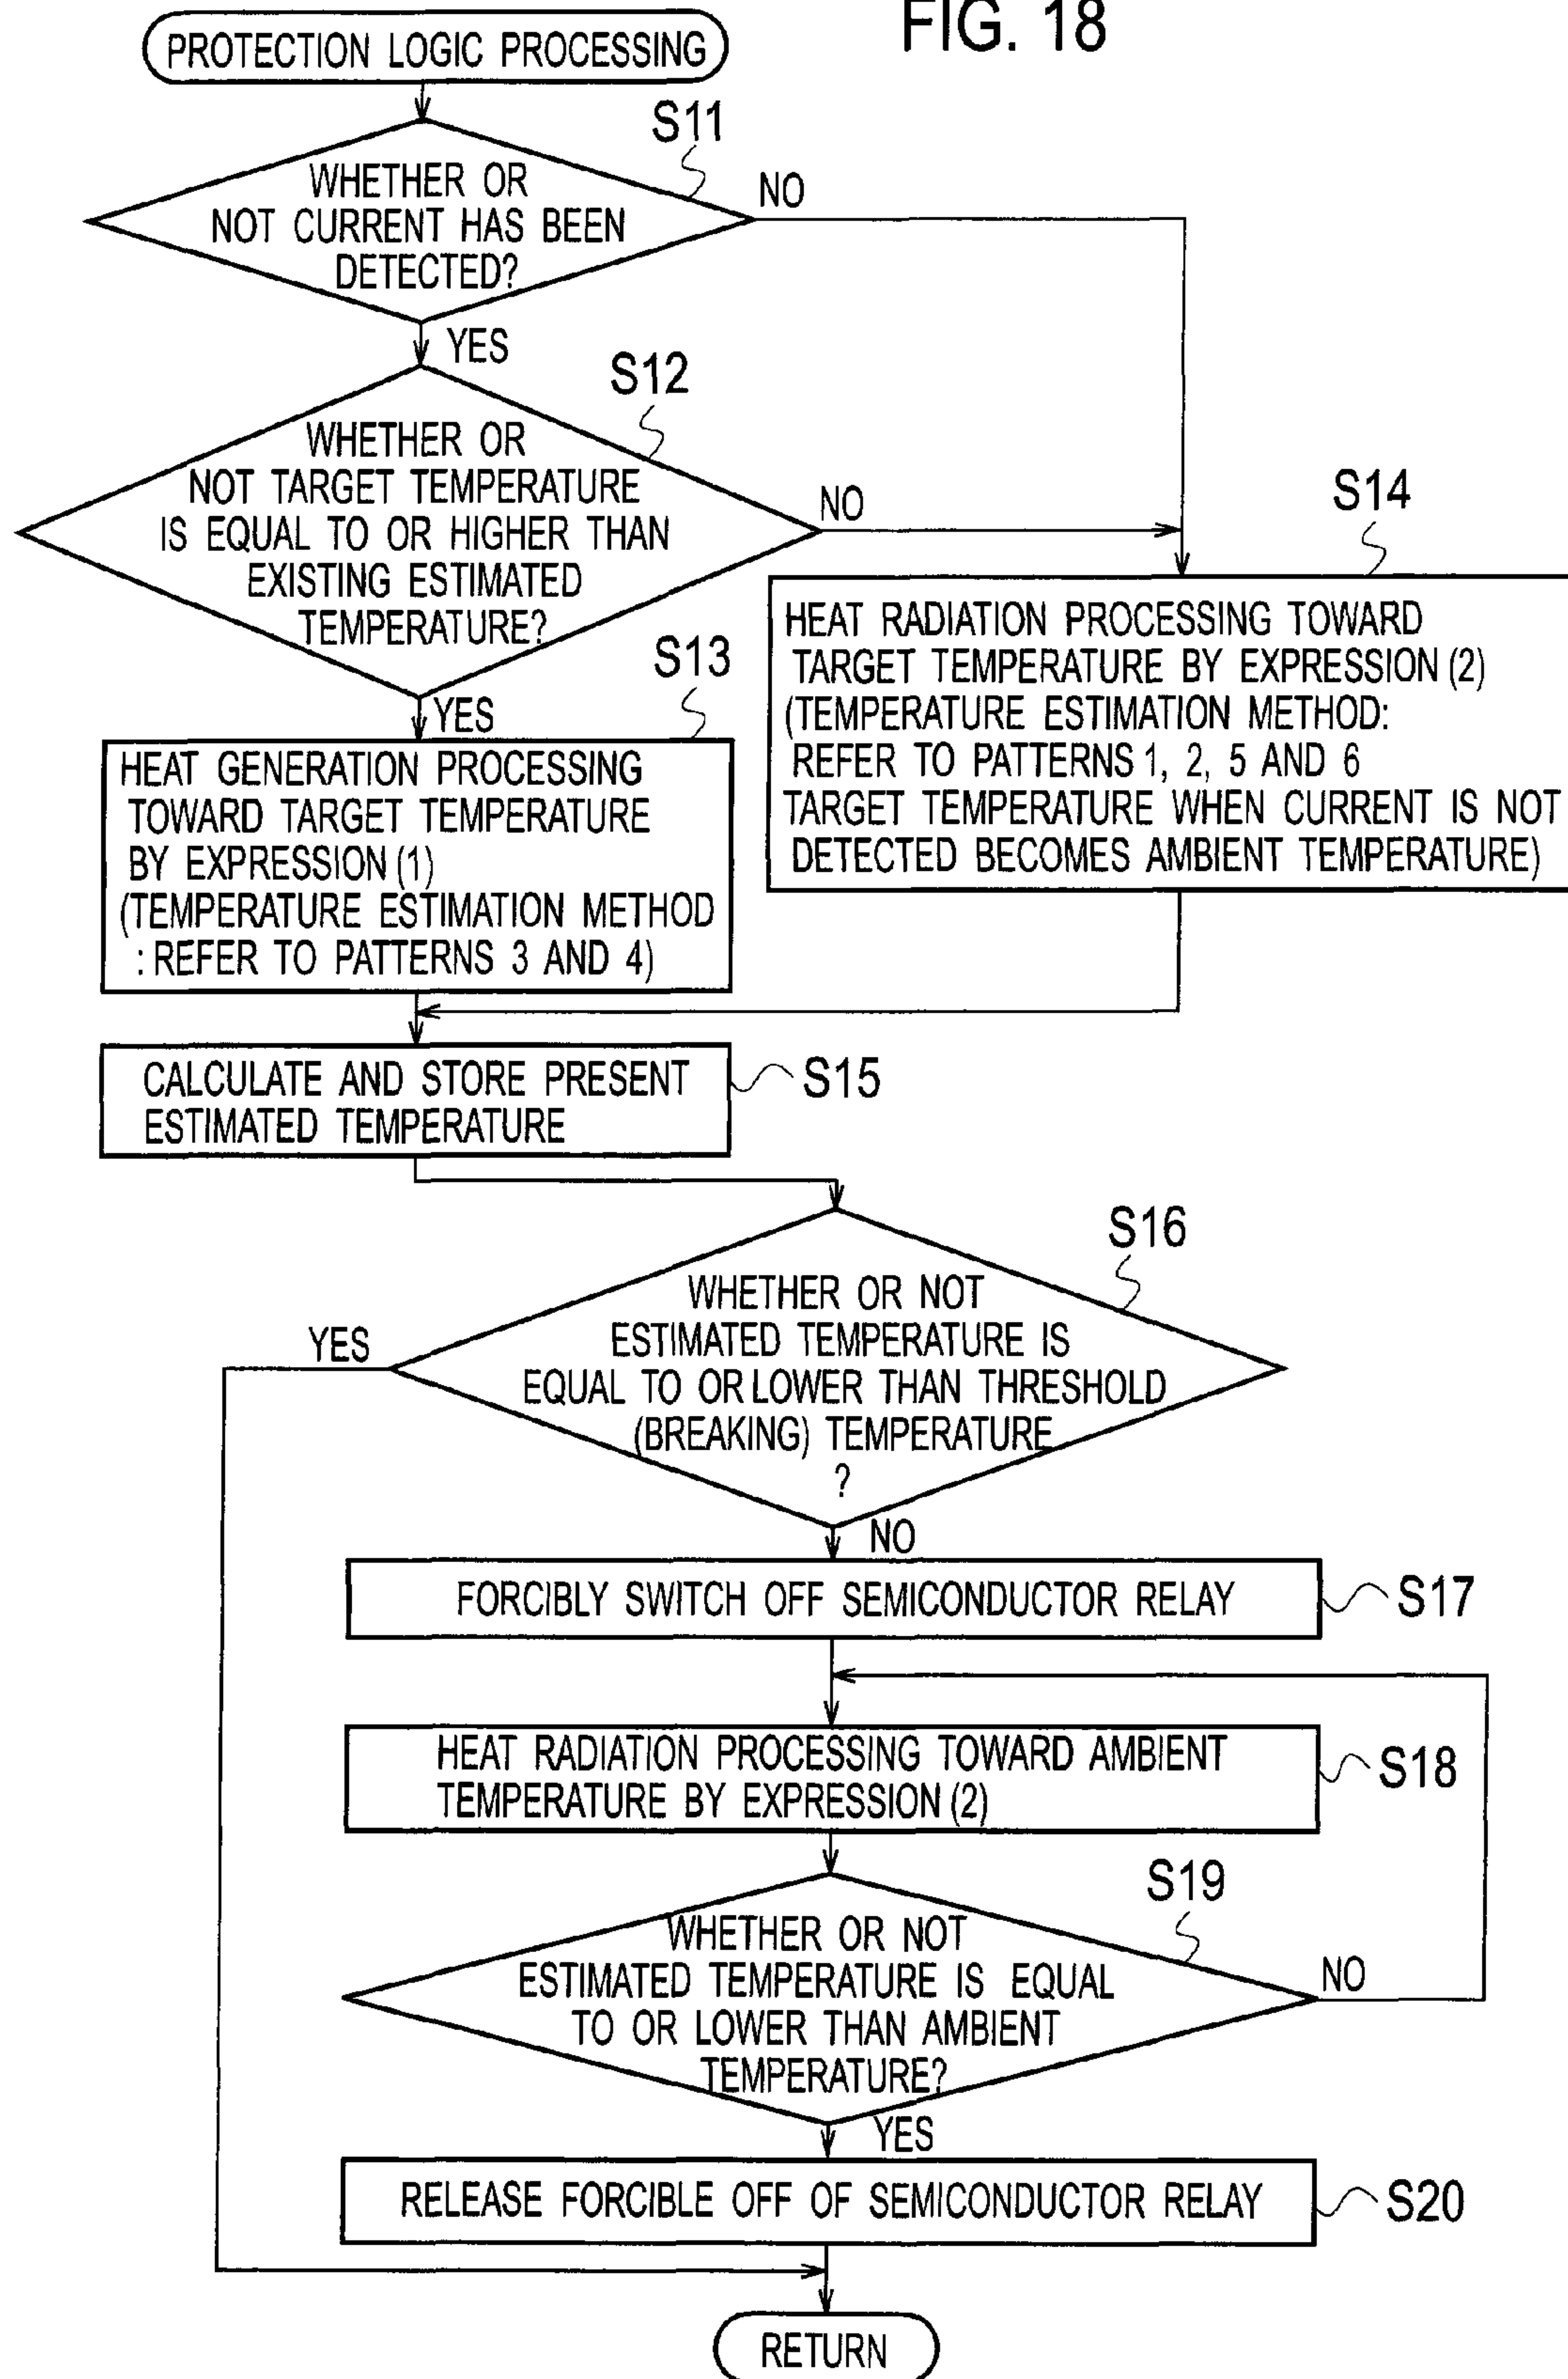 FIG. 18
PROTECTION LOGIC PROCESSING
S11
WHETHER OR
NOT CURRENT HAS BEEN
DETECTED?
NO
YES
S12
WHETHER OR
NOT TARGET TEMPERATURE
IS EQUAL TO OR HIGHER THAN
EXISTING ESTIMATED
TEMPERATURE?
NO
YES
S13
HEAT GENERATION PROCESSING
TOWARD TARGET TEMPERATURE
BY EXPRESSION (1)
(TEMPERATURE ESTIMATION METHOD
: REFER TO PATTERNS 3 AND 4)
S14
HEAT RADIATION PROCESSING TOWARD
TARGET TEMPERATURE BY EXPRESSION (2)
(TEMPERATURE ESTIMATION METHOD:
REFER TO PATTERNS 1, 2, 5 AND 6
TARGET TEMPERATURE WHEN CURRENT IS NOT
DETECTED BECOMES AMBIENT TEMPERATURE)
CALCULATE AND STORE PRESENT
ESTIMATED TEMPERATURE
S15
S16
WHETHER OR NOT
ESTIMATED TEMPERATURE IS
EQUAL TO OR LOWER THAN THRESHOLD
(BREAKING) TEMPERATURE
?
YES
NO
FORCIBLY SWITCH OFF SEMICONDUCTOR RELAY
S17
HEAT RADIATION PROCESSING TOWARD AMBIENT
TEMPERATURE BY EXPRESSION (2)
S18
S19
WHETHER OR NOT
ESTIMATED TEMPERATURE IS EQUAL
TO OR LOWER THAN AMBIENT
TEMPERATURE?
NO
YES
RELEASE FORCIBLE OFF OF SEMICONDUCTOR RELAY
S20
RETURN